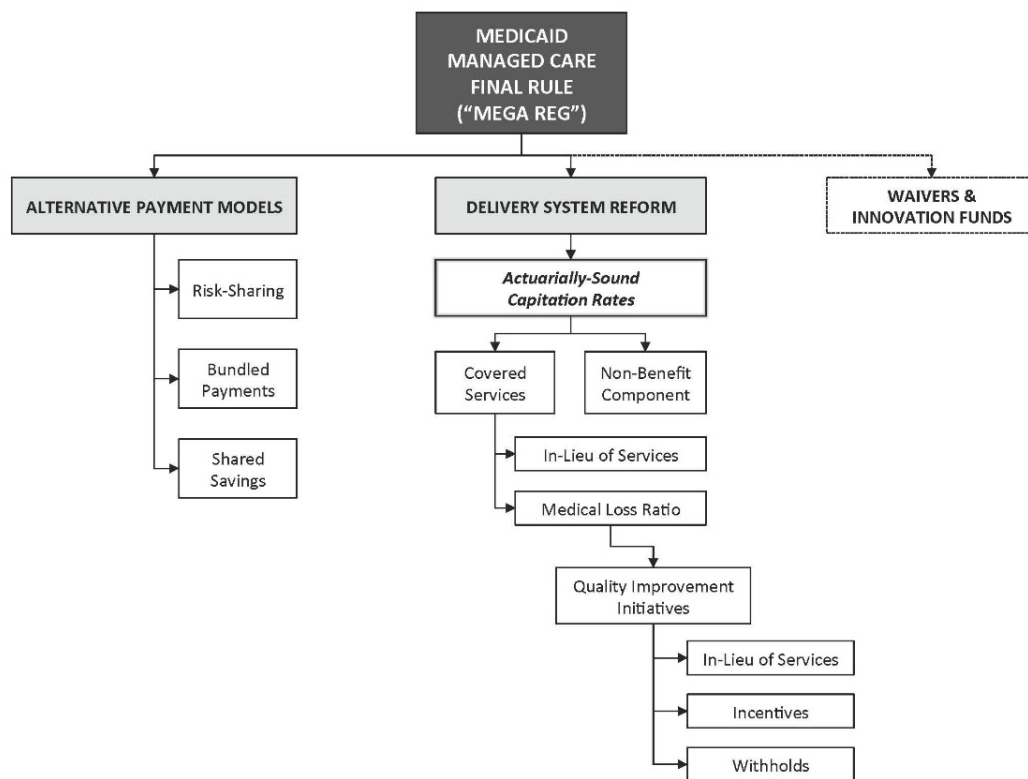 MEDICAID
MANAGED CARE
FINAL RULE
(“MEGA REG”)
ALTERNATIVE PAYMENT MODELS
DELIVERY SYSTEM REFORM
WAIVERS &
INNOVATION FUNDS
Risk-Sharing
Bundled
Payments
Shared
Savings
Actuarially-Sound
Capitation Rates
Covered
Services
Non-Benefit
Component
In-Lieu of Services
Medical Loss Ratio
Quality Improvement
Initiatives
In-Lieu of Services
Incentives
Withholds